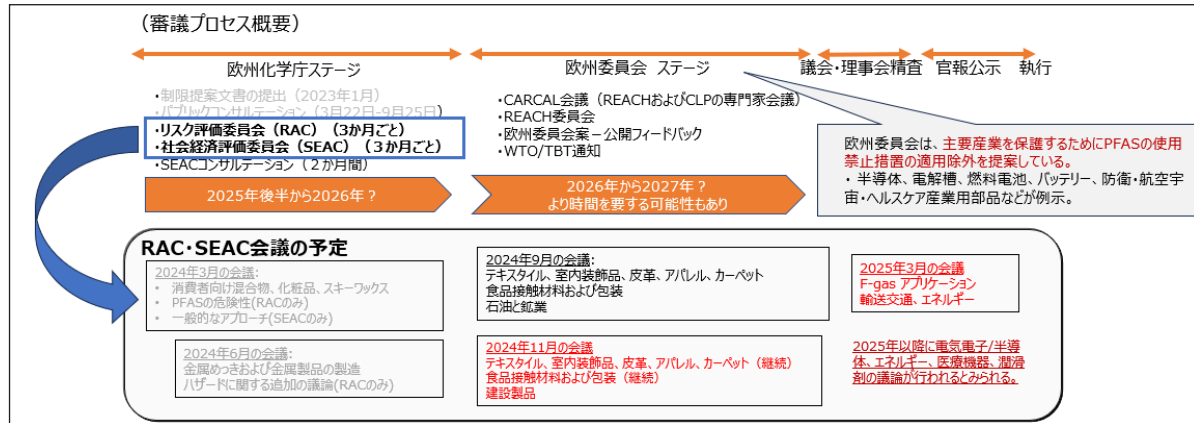 （審議プロセス概要）
欧州化学庁ステージ
欧州委員会 ステージ
議会・理事会精査
官報公示
執行
・制限提案文書の提出（2023年1月）
・パブリックコンサルテーション（3月22日-9月25日）
・リスク評価委員会（RAC）（3か月ごと）
・社会経済評価委員会（SEAC）（３か月ごと）
・SEACコンサルテーション（２か月間）
・CARCAL会議（REACHおよびCLPの専門家会議）
・REACH委員会
・欧州委員会案－公開フィードバック
・WTO/TBT通知
欧州委員会は、主要産業を保護するためにPFASの使用
禁止措置の適用除外を提案している。
・ 半導体、電解槽、燃料電池、バッテリー、防衛・航空宇
宙・ヘルスケア産業用部品などが例示。
2025年後半から2026年？
2026年から2027年？
より時間を要する可能性もあり
RAC・SEAC会議の予定
2024年3月の会議:
• 消費者向け混合物、化粧品、スキーワックス
• PFASの危険性(RACのみ)
• 一般的なアプローチ(SEACのみ)
2024年6月の会議:
金属めっきおよび金属製品の製造
ハザードに関する追加の議論(RACのみ)
2024年9月の会議:
テキスタイル、室内装飾品、皮革、アパレル、カーペット
食品接触材料および包装
石油と鉱業
2024年11月の会議
テキスタイル、室内装飾品、皮革、アパレル、カーペット（継続）
食品接触材料および包装（継続）
建設製品
2025年3月の会議
F-gas アプリケーション
輸送交通、エネルギー
2025年以降に電気電子/半導
体、エネルギー、医療機器、潤滑
剤の議論が行われるとみられる。